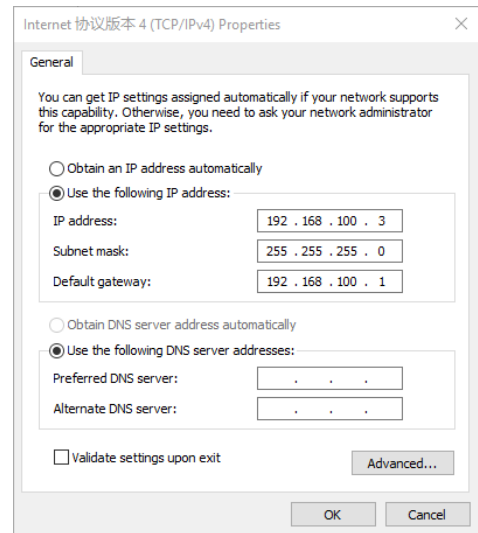 Internet 协议版本 4 (TCP/IPv4) Properties
General
You can get IP settings assigned automatically if your network supports
this capability. Otherwise, you need to ask your network administrator
for the appropriate IP settings.
Obtain an IP address automatically
Use the following IP address:
IP address: 192 . 168 . 100 . 3
Subnet mask: 255 . 255 . 255 . 0
Default gateway: 192 . 168 . 100 . 1
Obtain DNS server address automatically
Use the following DNS server addresses:
Preferred DNS server: . . .
Alternate DNS server: . . .
Validate settings upon exit
Advanced...
OK Cancel